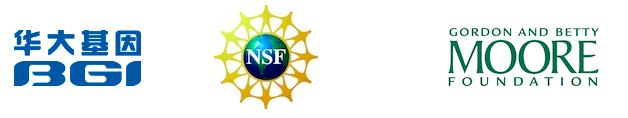 华大基因
BGI
NSF
GORDON AND BETTY
MOORE
FOUNDATION